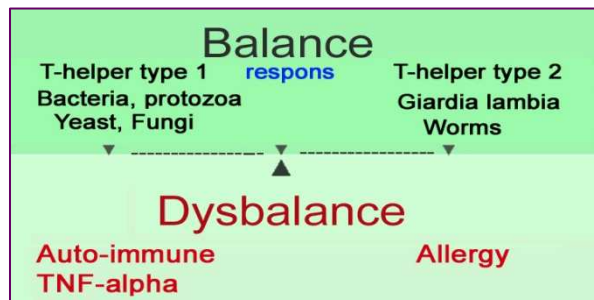 Balance
T-helper type 1 respons T-helper type 2
Bacteria, protozoa Giardia lambia
Yeast, Fungi Worms
Dysbalance
Auto-immune Allergy
TNF-alpha